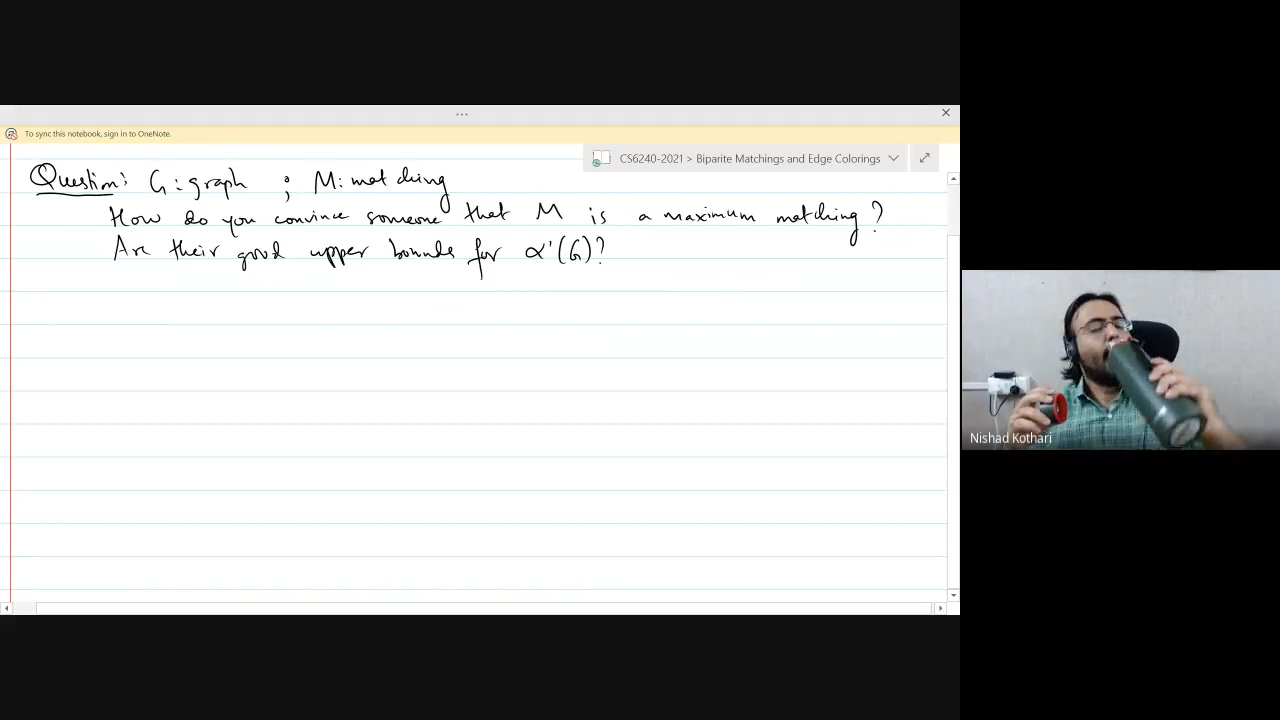 To sync this notebook, sign in to OneNote.
CS6240-2021 > Biparite Matchings and Edge Colorings
Question: G: graph ; M: matching
How do you convince someone that M is a maximum matching?
Are their good upper bounds for α'(G)?
Nishad Kothari